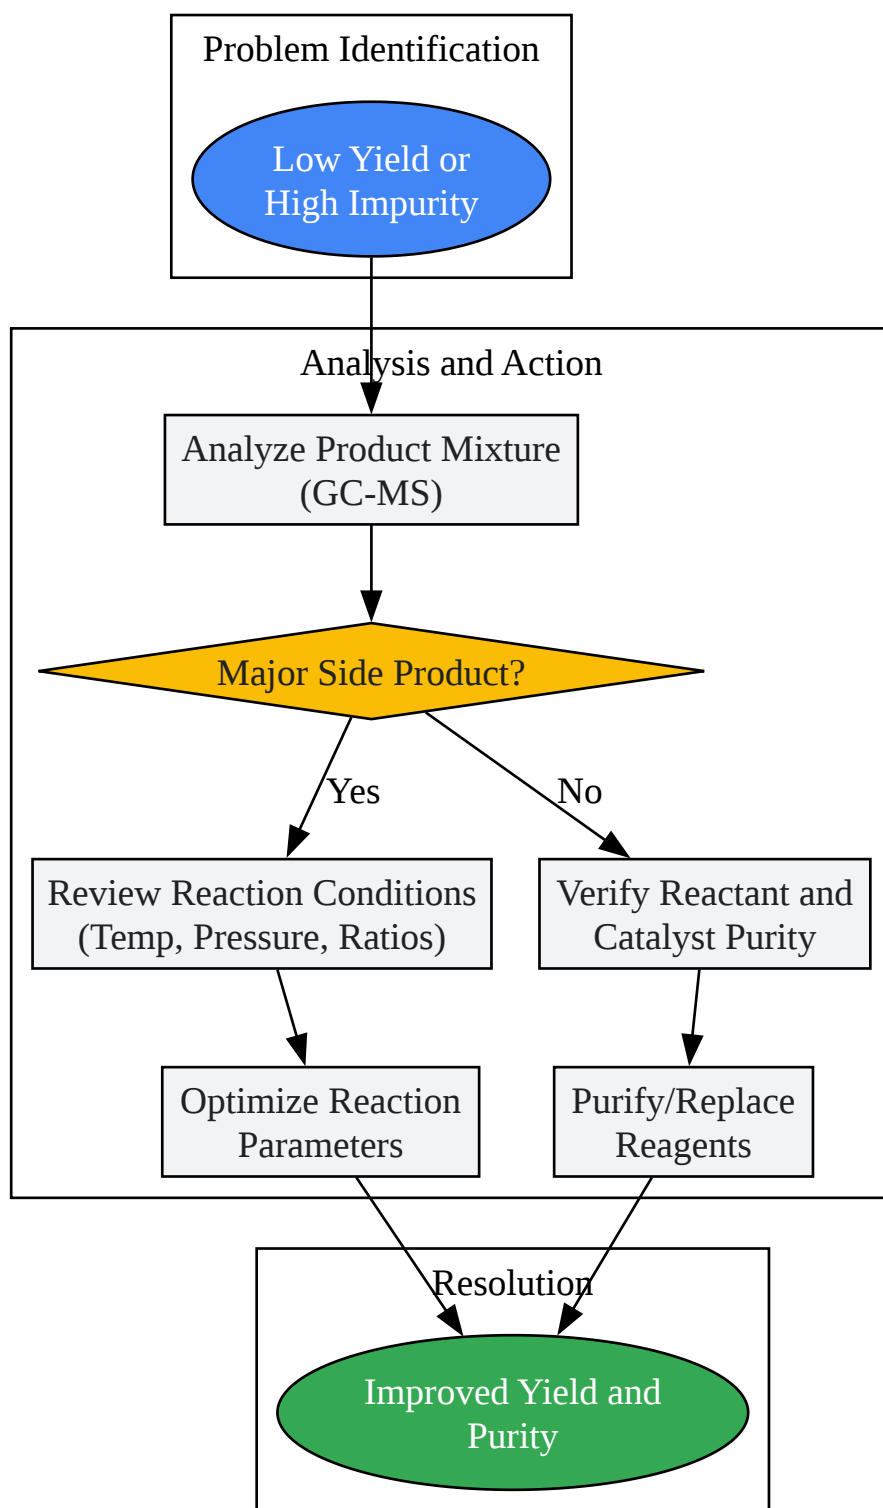 Problem Identification
Low Yield or
High Impurity
Analysis and Action
Analyze Product Mixture
(GC-MS)
Major Side Product?
Yes
No
Review Reaction Conditions
(Temp, Pressure, Ratios)
Verify Reactant and
Catalyst Purity
Optimize Reaction
Parameters
Purify/Replace
Reagents
Resolution
Improved Yield and
Purity